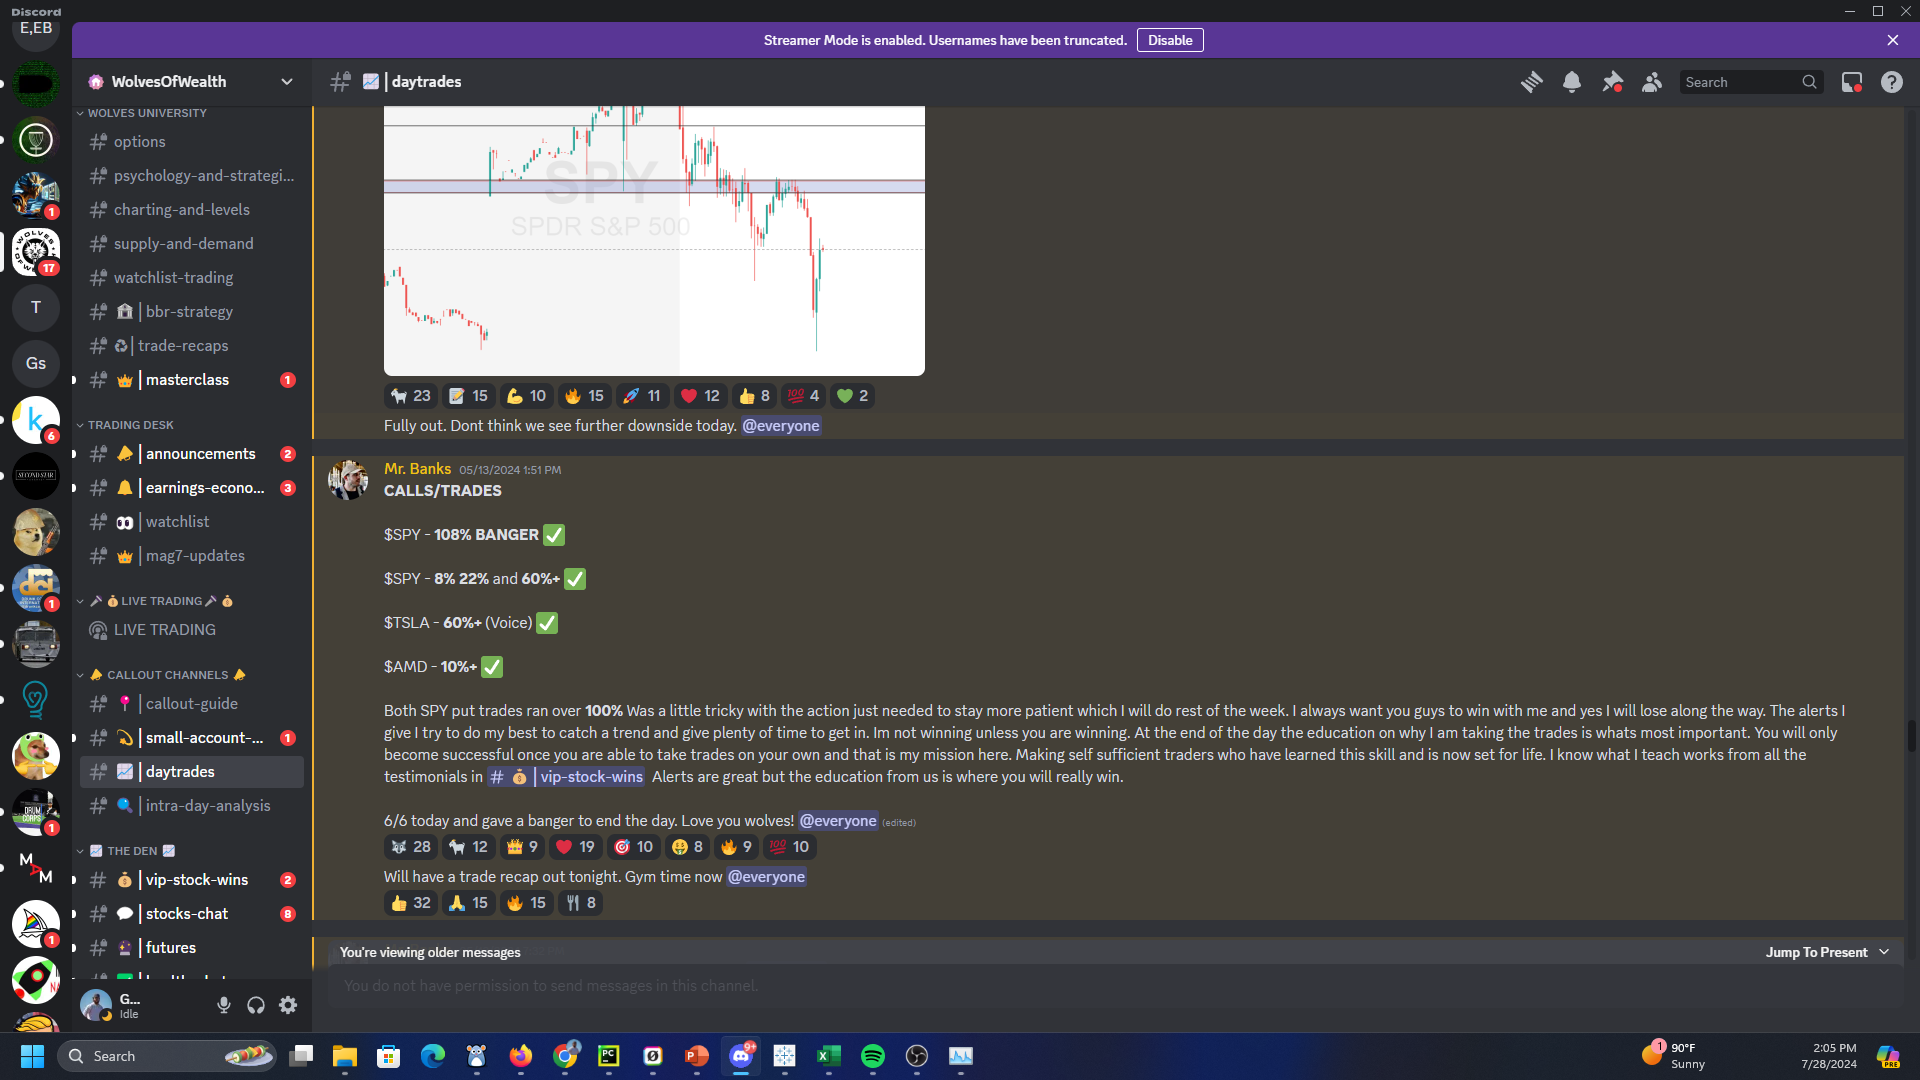 Discord
E,EB
Streamer Mode is enabled. Usernames have been truncated.
Disable
WolvesOfWealth
| daytrades
Search
WOLVES UNIVERSITY
options
psychology-and-strategi...
charting-and-levels
supply-and-demand
watchlist-trading
| bbr-strategy
| trade-recaps
| masterclass 1
TRADING DESK
| announcements 2
| earnings-econo... 3
| watchlist
| mag7-updates
LIVE TRADING
LIVE TRADING
CALLOUT CHANNELS
| callout-guide
| small-account-... 1
| daytrades
| intra-day-analysis
THE DEN
| vip-stock-wins 2
| stocks-chat 8
| futures
1
17
T
Gs
k
6
SECOND STAR
dci
1
DRUM CORPS
1
M A M
1
G...
Idle
SPY
SPDR S&P 500
23 15 10 15 11 12 8 4 2
Fully out. Dont think we see further downside today. @everyone
Mr. Banks 05/13/2024 1:51 PM
CALLS/TRADES
$SPY - 108% BANGER ✅
$SPY - 8% 22% and 60%+ ✅
$TSLA - 60%+ (Voice) ✅
$AMD - 10%+ ✅
Both SPY put trades ran over 100% Was a little tricky with the action just needed to stay more patient which I will do rest of the week. I always want you guys to win with me and yes I will lose along the way. The alerts I
give I try to do my best to catch a trend and give plenty of time to get in. Im not winning unless you are winning. At the end of the day the education on why I am taking the trades is whats most important. You will only
become successful once you are able to take trades on your own and that is my mission here. Making self sufficient traders who have learned this skill and is now set for life. I know what I teach works from all the
testimonials in # | vip-stock-wins Alerts are great but the education from us is where you will really win.
6/6 today and gave a banger to end the day. Love you wolves! @everyone (edited)
28 12 9 19 10 8 9 10
Will have a trade recap out tonight. Gym time now @everyone
32 15 15 8
You're viewing older messages
Jump To Present
You do not have permission to send messages in this channel.
Search
PC
P
9+
X
1
90°F
Sunny
2:05 PM
7/28/2024
PRE